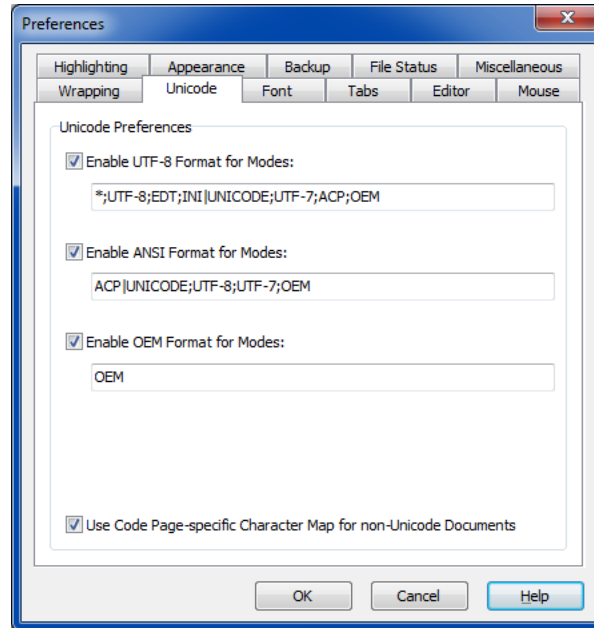 Preferences
Highlighting Appearance Backup File Status Miscellaneous
Wrapping Unicode Font Tabs Editor Mouse
Unicode Preferences
Enable UTF-8 Format for Modes:
*;UTF-8;EDT;INI|UNICODE;UTF-7;ACP;OEM
Enable ANSI Format for Modes:
ACP|UNICODE;UTF-8;UTF-7;OEM
Enable OEM Format for Modes:
OEM
Use Code Page-specific Character Map for non-Unicode Documents
OK Cancel Help